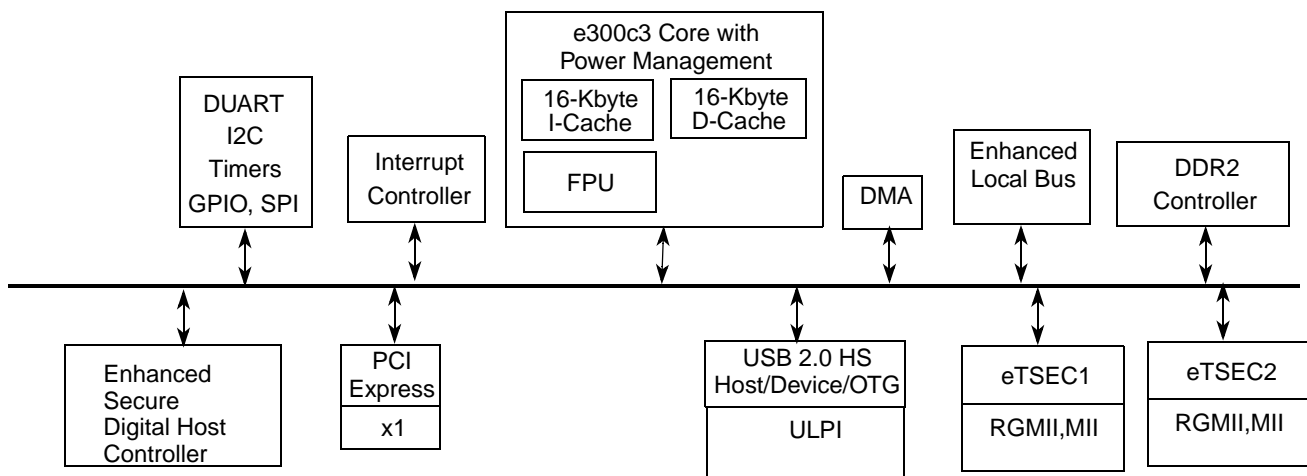 e300c3 Core with
Power Management
16-Kbyte
I-Cache
16-Kbyte
D-Cache
FPU
DUART
I2C
Timers
GPIO, SPI
Interrupt
Controller
DMA
Enhanced
Local Bus
DDR2
Controller
Enhanced
Secure
Digital Host
Controller
PCI
Express
x1
USB 2.0 HS
Host/Device/OTG
ULPI
eTSEC1
RGMII,MII
eTSEC2
RGMII,MII